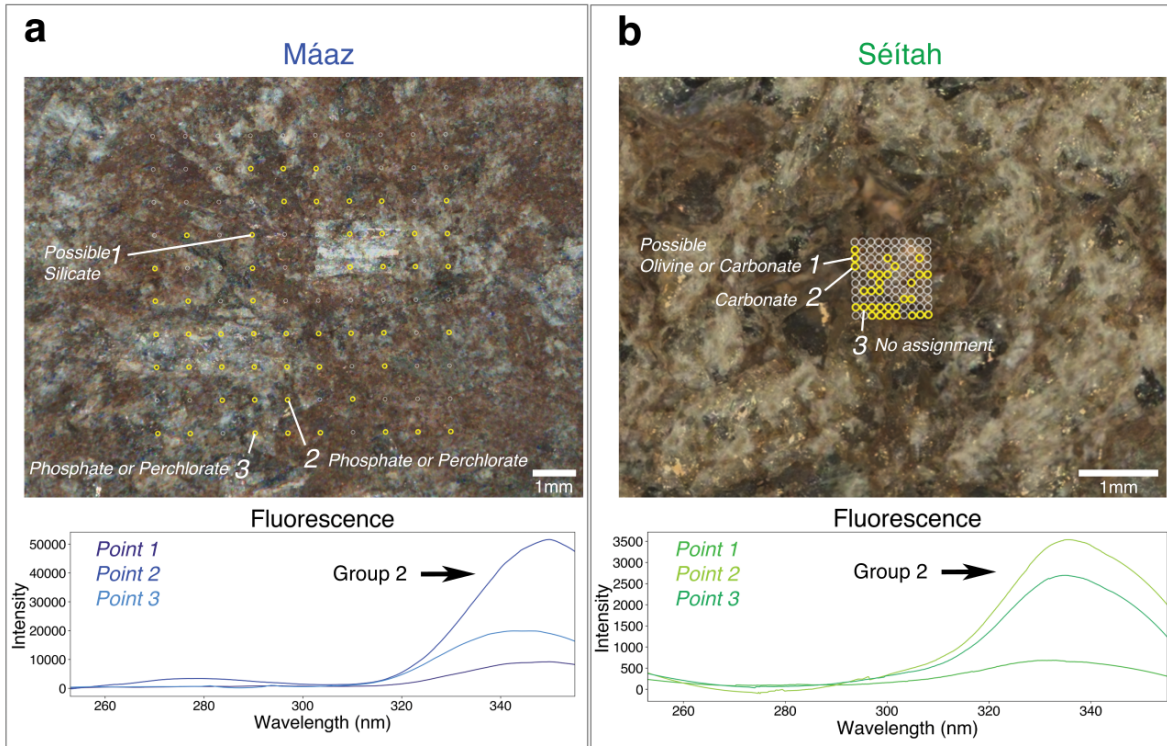 a
Máaz
Possible 1
Silicate
Phosphate or Perchlorate 3
2 Phosphate or Perchlorate
1mm
Fluorescence
Point 1
Point 2
Point 3
Group 2
Intensity
50000
40000
30000
20000
10000
0
260
280
300
320
340
Wavelength (nm)
b
Séítah
Possible
Olivine or Carbonate 1
Carbonate 2
3 No assignment
1mm
Fluorescence
Point 1
Point 2
Point 3
Group 2
Intensity
3500
3000
2500
2000
1500
1000
500
0
260
280
300
320
340
Wavelength (nm)